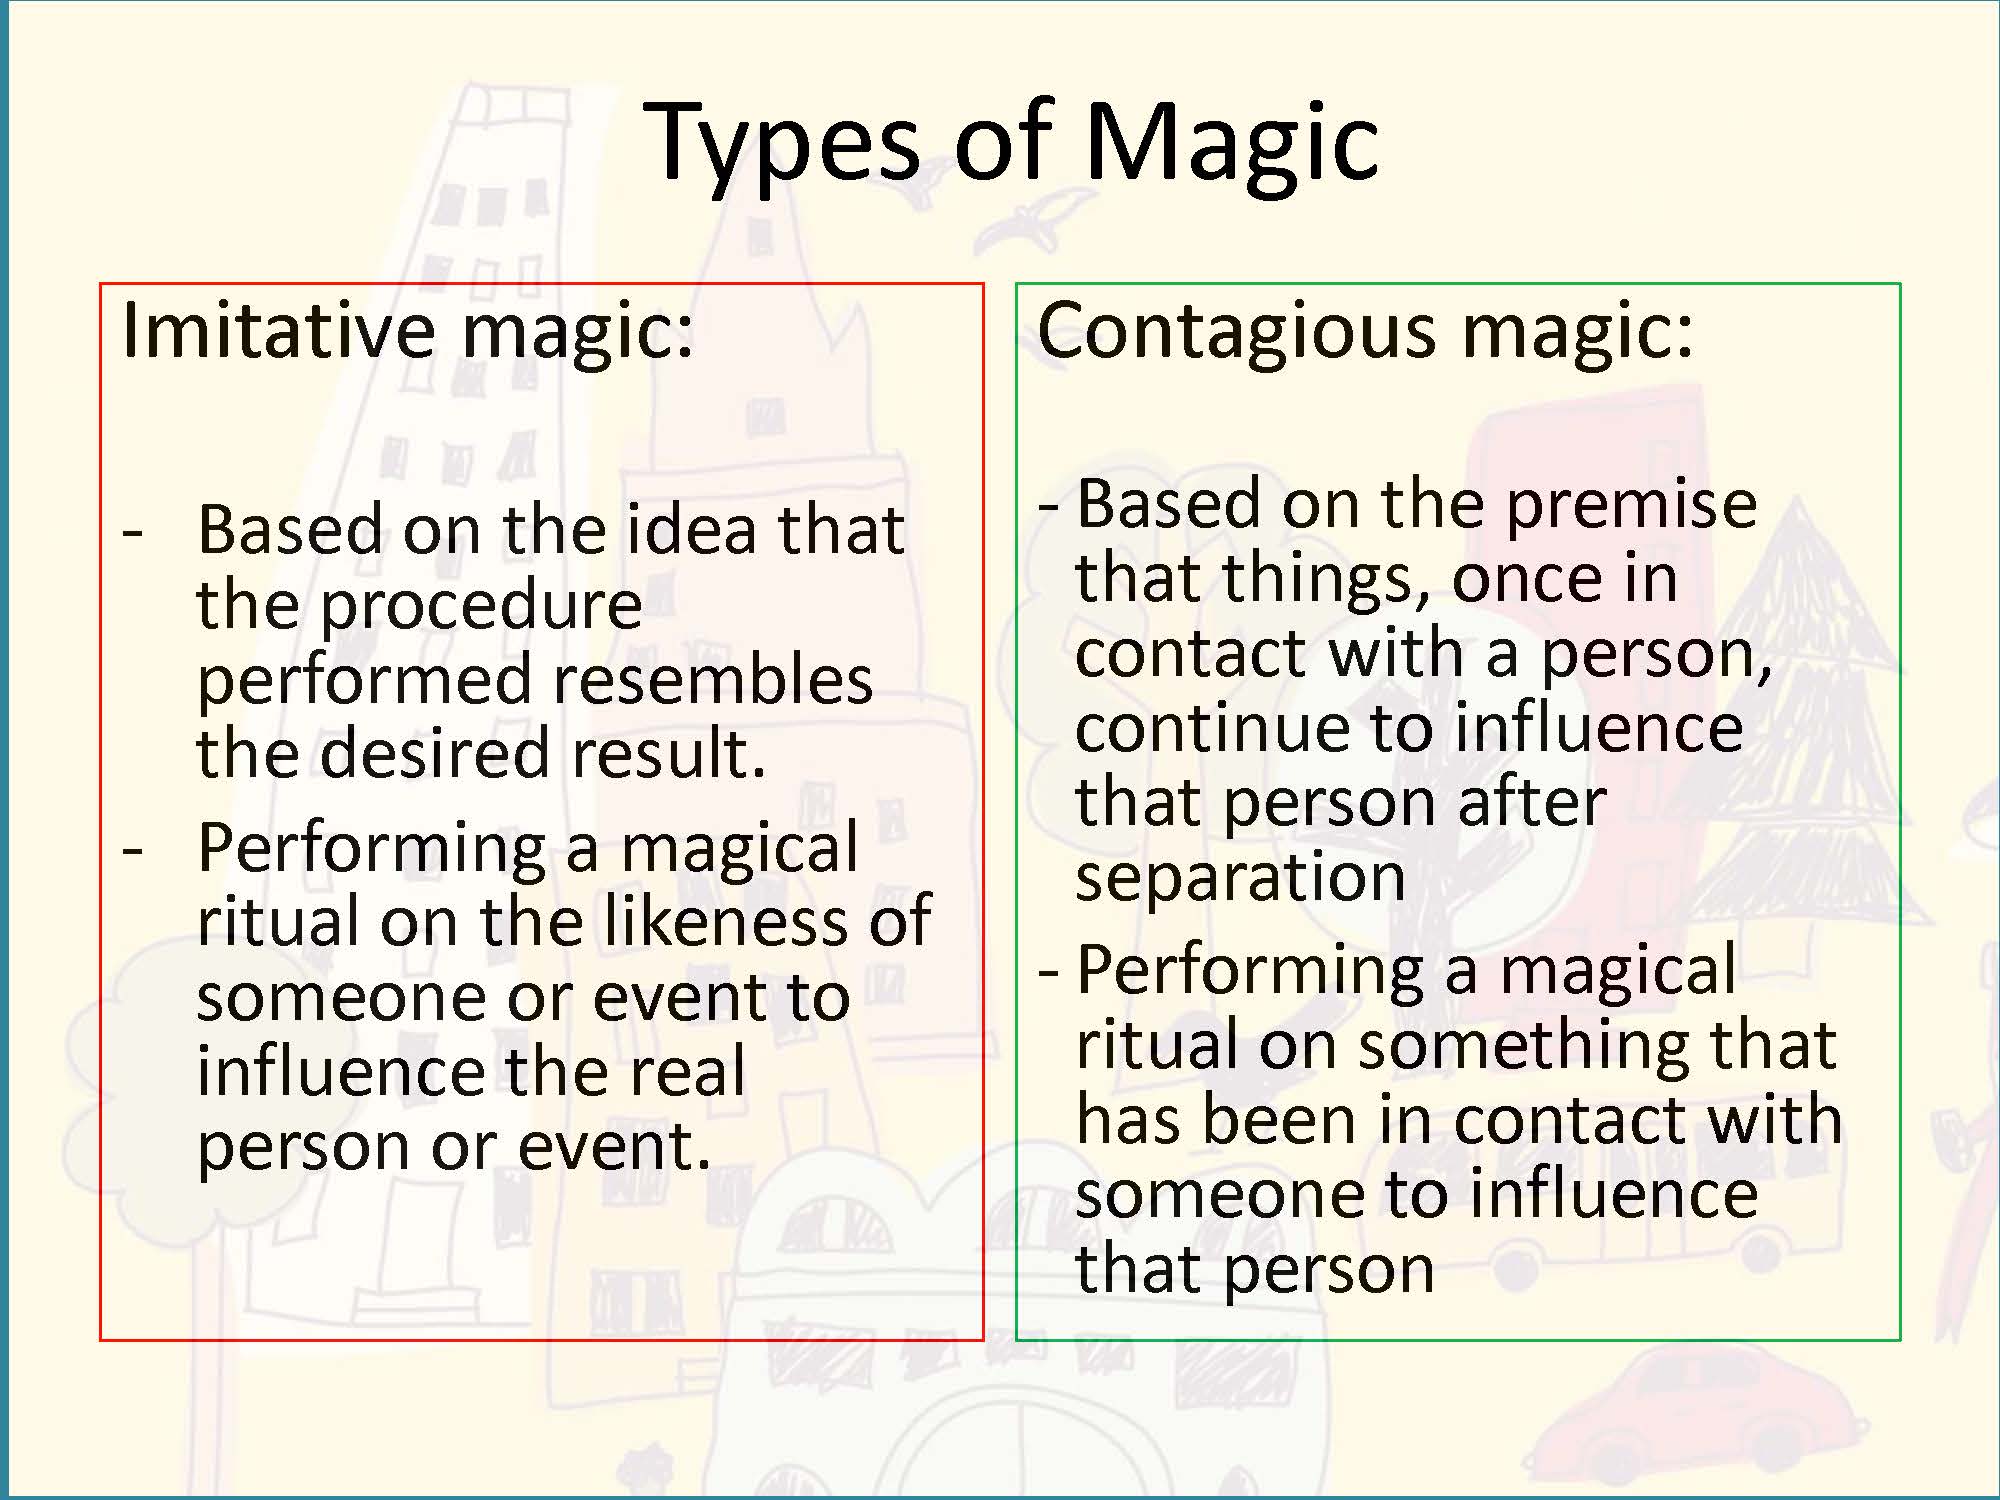 Types of Magic
Imitative magic:
- Based on the idea that
the procedure
performed resembles
the desired result.
- Performing a magical
ritual on the likeness of
someone or event to
influence the real
person or event.
Contagious magic:
- Based on the premise
that things, once in
contact with a person,
continue to influence
that person after
separation
- Performing a magical
ritual on something that
has been in contact with
someone to influence
that person